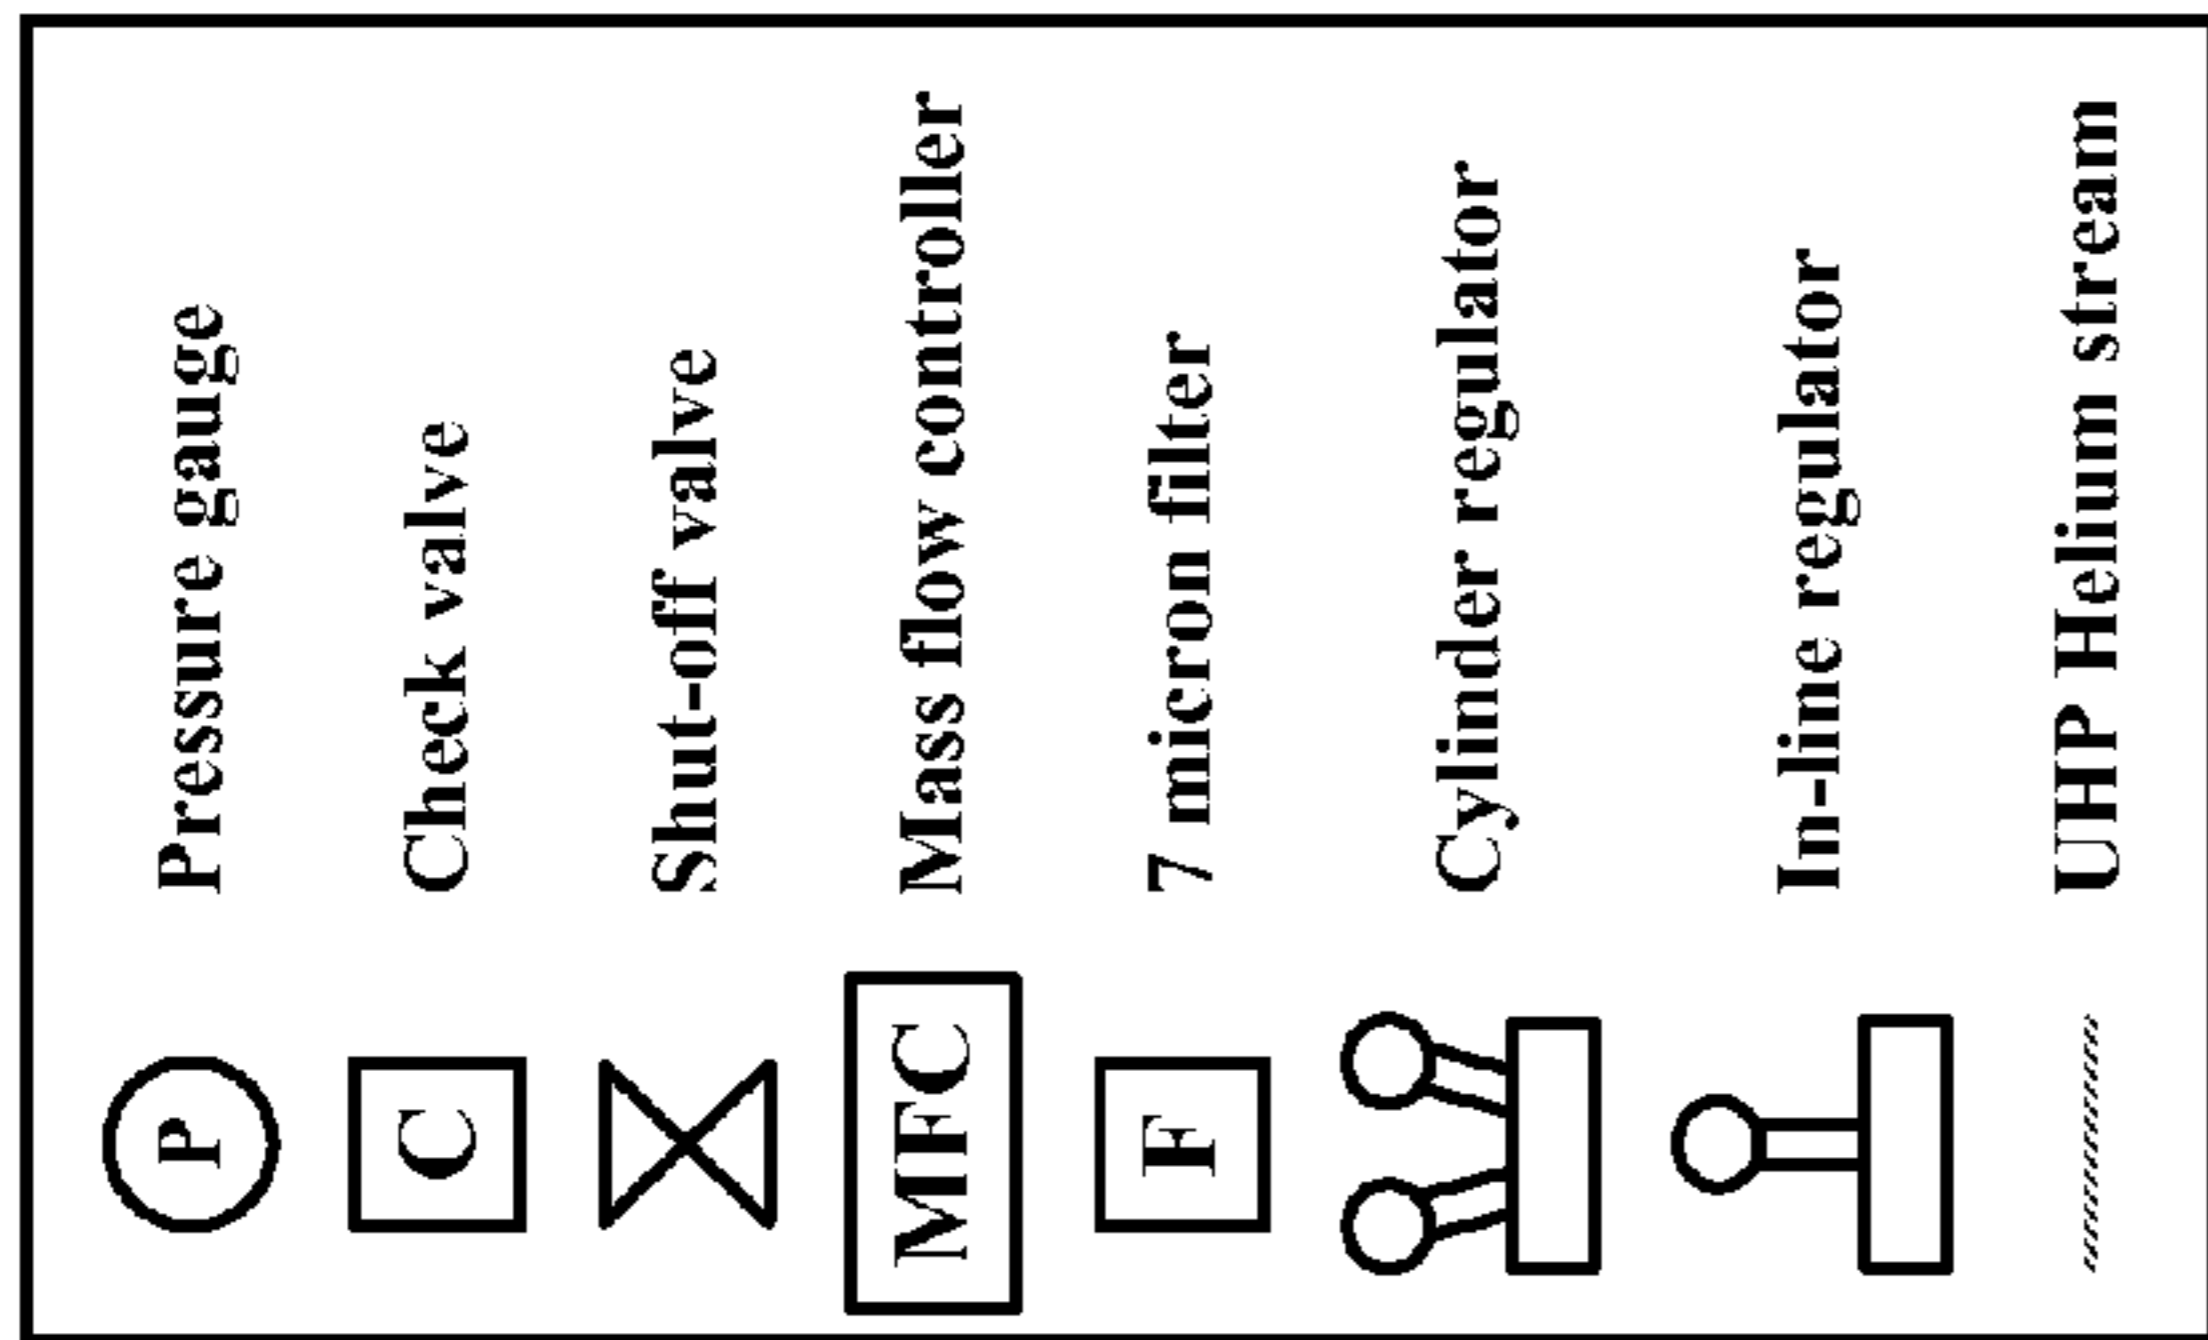 P Pressure gauge
C Check valve
Shut-off valve
MFC Mass flow controller
F 7 micron filter
Cylinder regulator
In-line regulator
UHP Helium stream